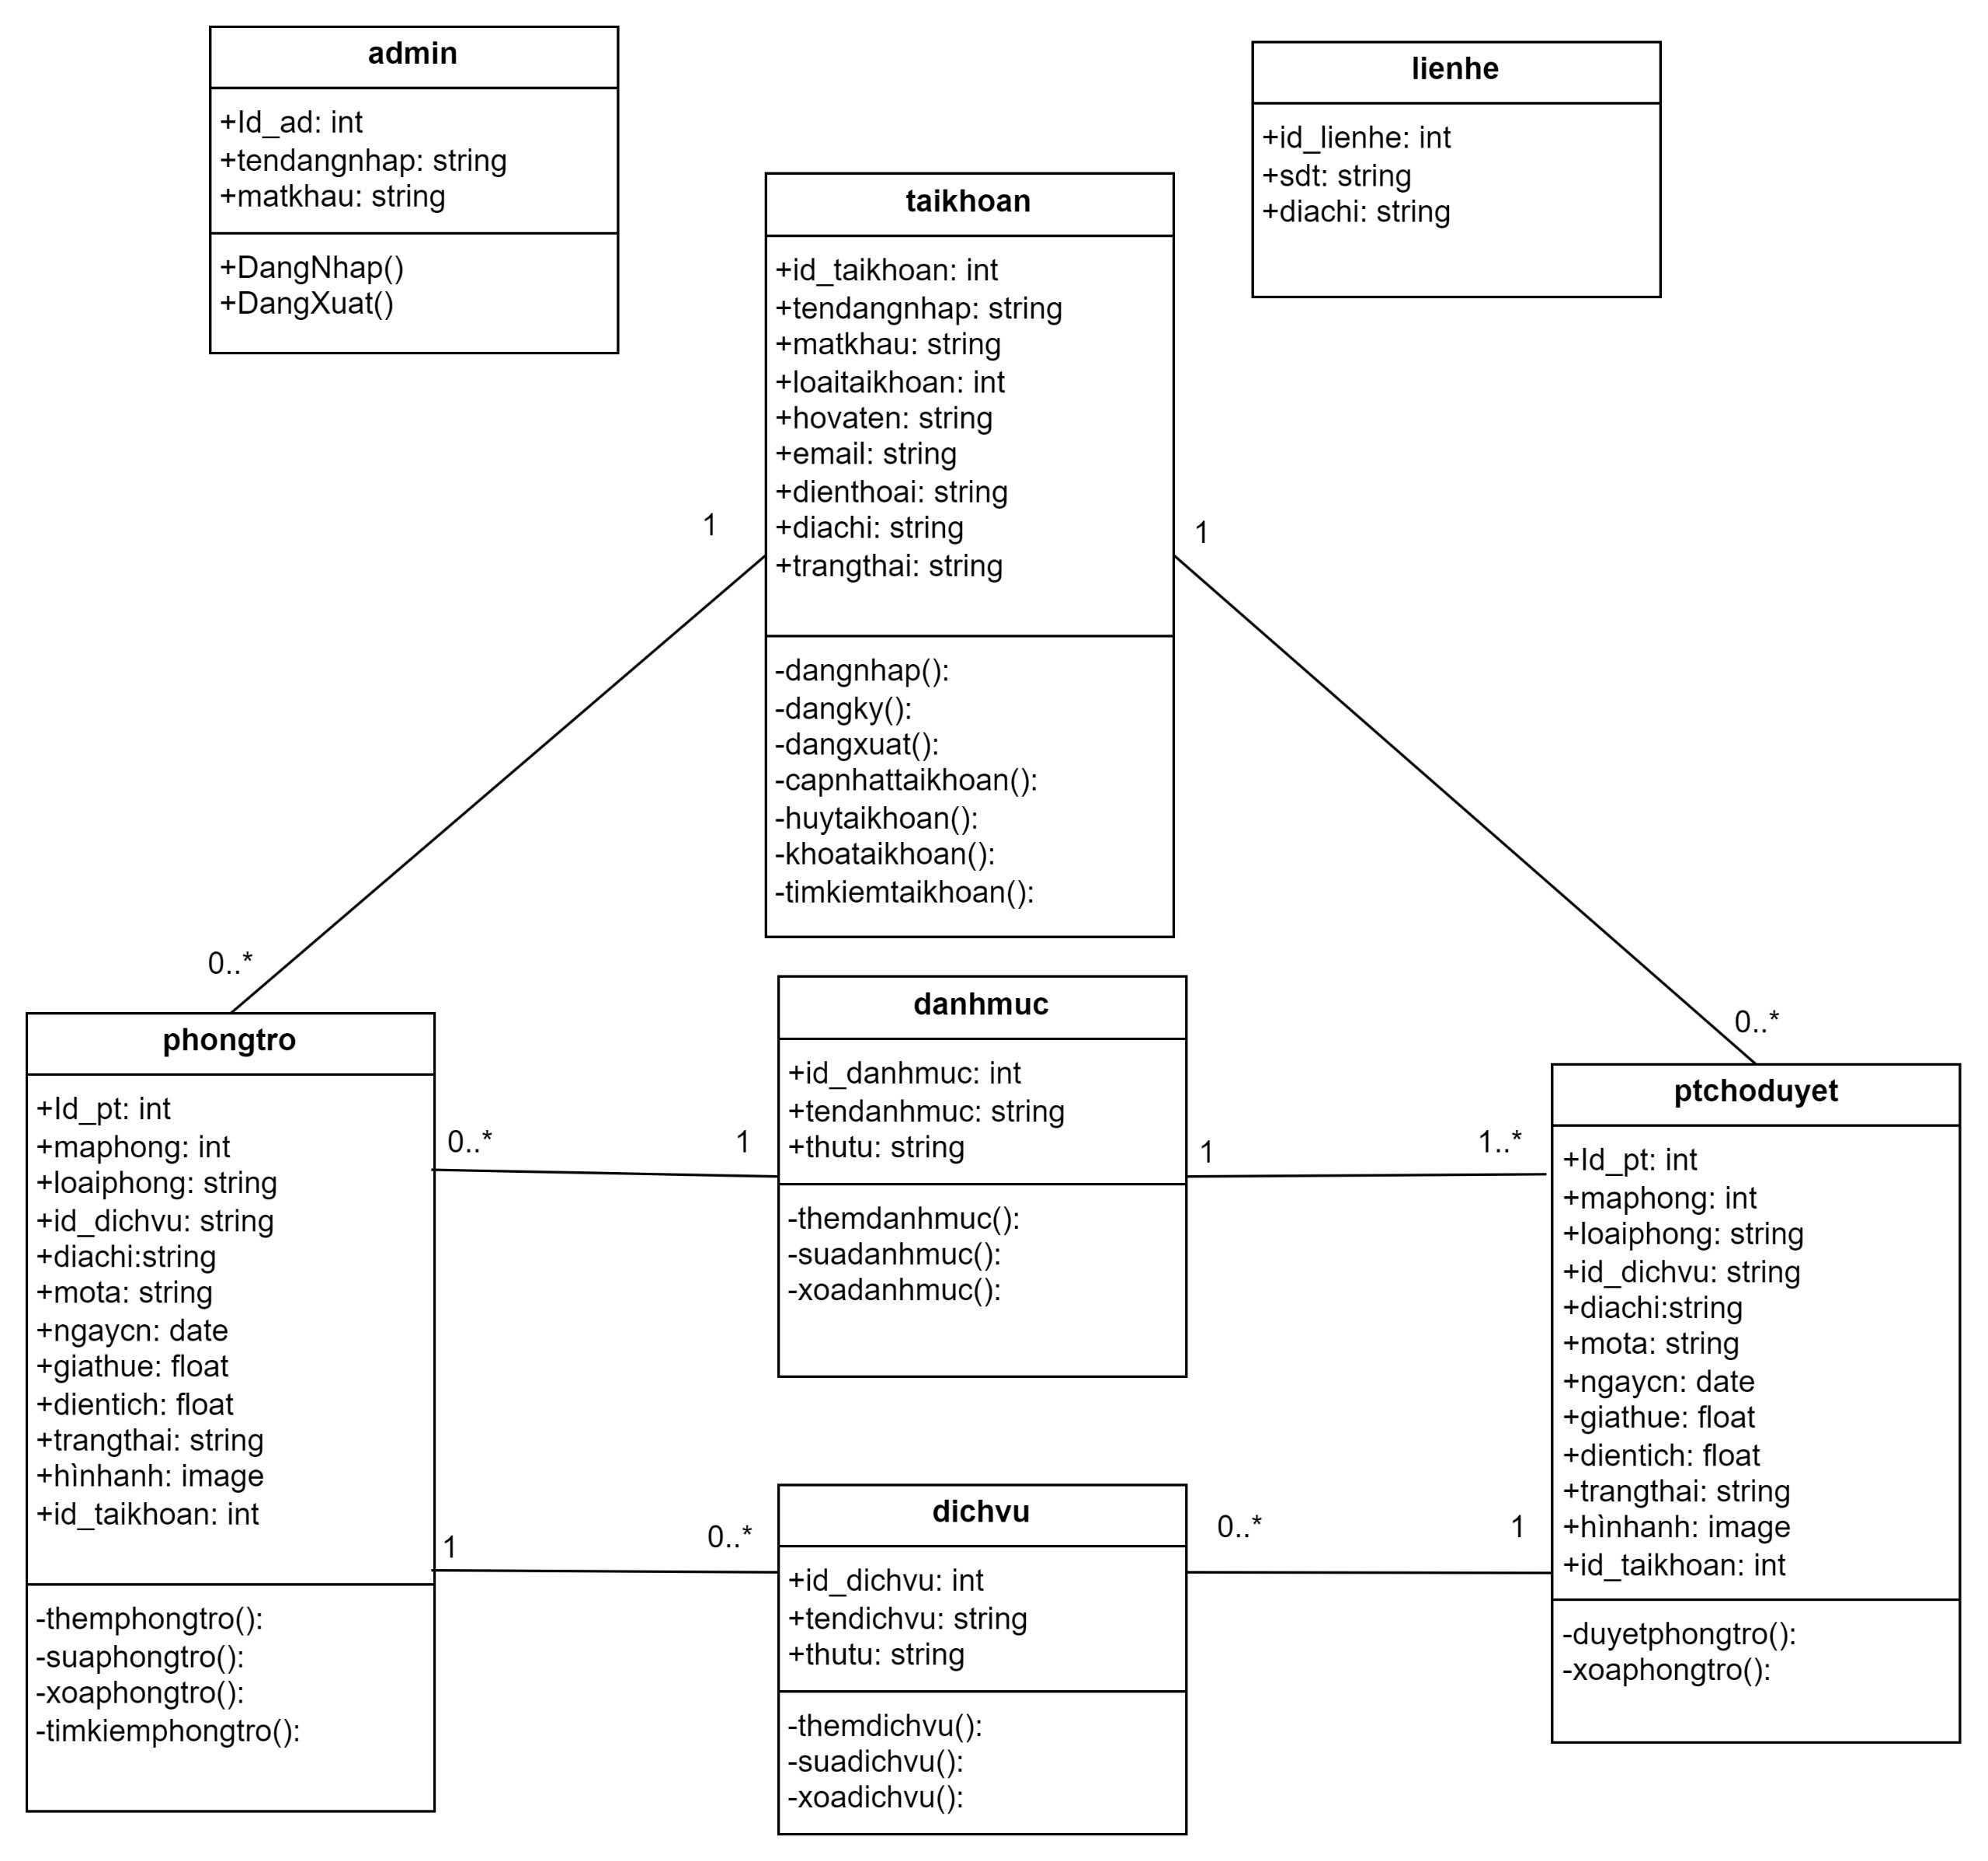 admin
+Id_ad: int
+tendangnhap: string
+matkhau: string
+DangNhap()
+DangXuat()
lienhe
+id_lienhe: int
+sdt: string
+diachi: string
taikhoan
+id_taikhoan: int
+tendangnhap: string
+matkhau: string
+loaitaikhoan: int
+hovaten: string
+email: string
+dienthoai: string
+diachi: string
+trangthai: string
-dangnhap():
-dangky():
-dangxuat():
-capnhattaikhoan():
-huytaikhoan():
-khoataikhoan():
-timkiemtaikhoan():
1
1
0..*
0..*
phongtro
+Id_pt: int
+maphong: int
+loaiphong: string
+id_dichvu: string
+diachi:string
+mota: string
+ngaycn: date
+giathue: float
+dientich: float
+trangthai: string
+hìnhanh: image
+id_taikhoan: int
-themphongtro():
-suaphongtro():
-xoaphongtro():
-timkiemphongtro():
0..*
1
danhmuc
+id_danhmuc: int
+tendanhmuc: string
+thutu: string
-themdanhmuc():
-suadanhmuc():
-xoadanhmuc():
1
1..*
1
0..*
dichvu
+id_dichvu: int
+tendichvu: string
+thutu: string
-themdichvu():
-suadichvu():
-xoadichvu():
0..*
1
ptchoduyet
+Id_pt: int
+maphong: int
+loaiphong: string
+id_dichvu: string
+diachi:string
+mota: string
+ngaycn: date
+giathue: float
+dientich: float
+trangthai: string
+hìnhanh: image
+id_taikhoan: int
-duyetphongtro():
-xoaphongtro():